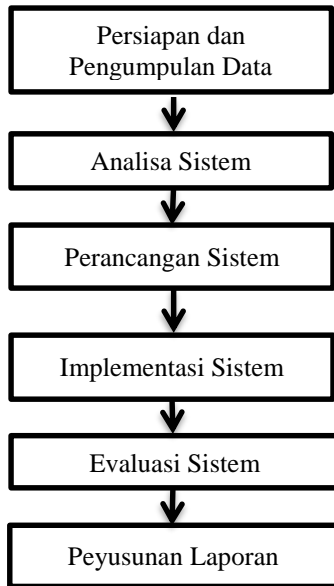 Persiapan dan
Pengumpulan Data
Analisa Sistem
Perancangan Sistem
Implementasi Sistem
Evaluasi Sistem
Peyusunan Laporan